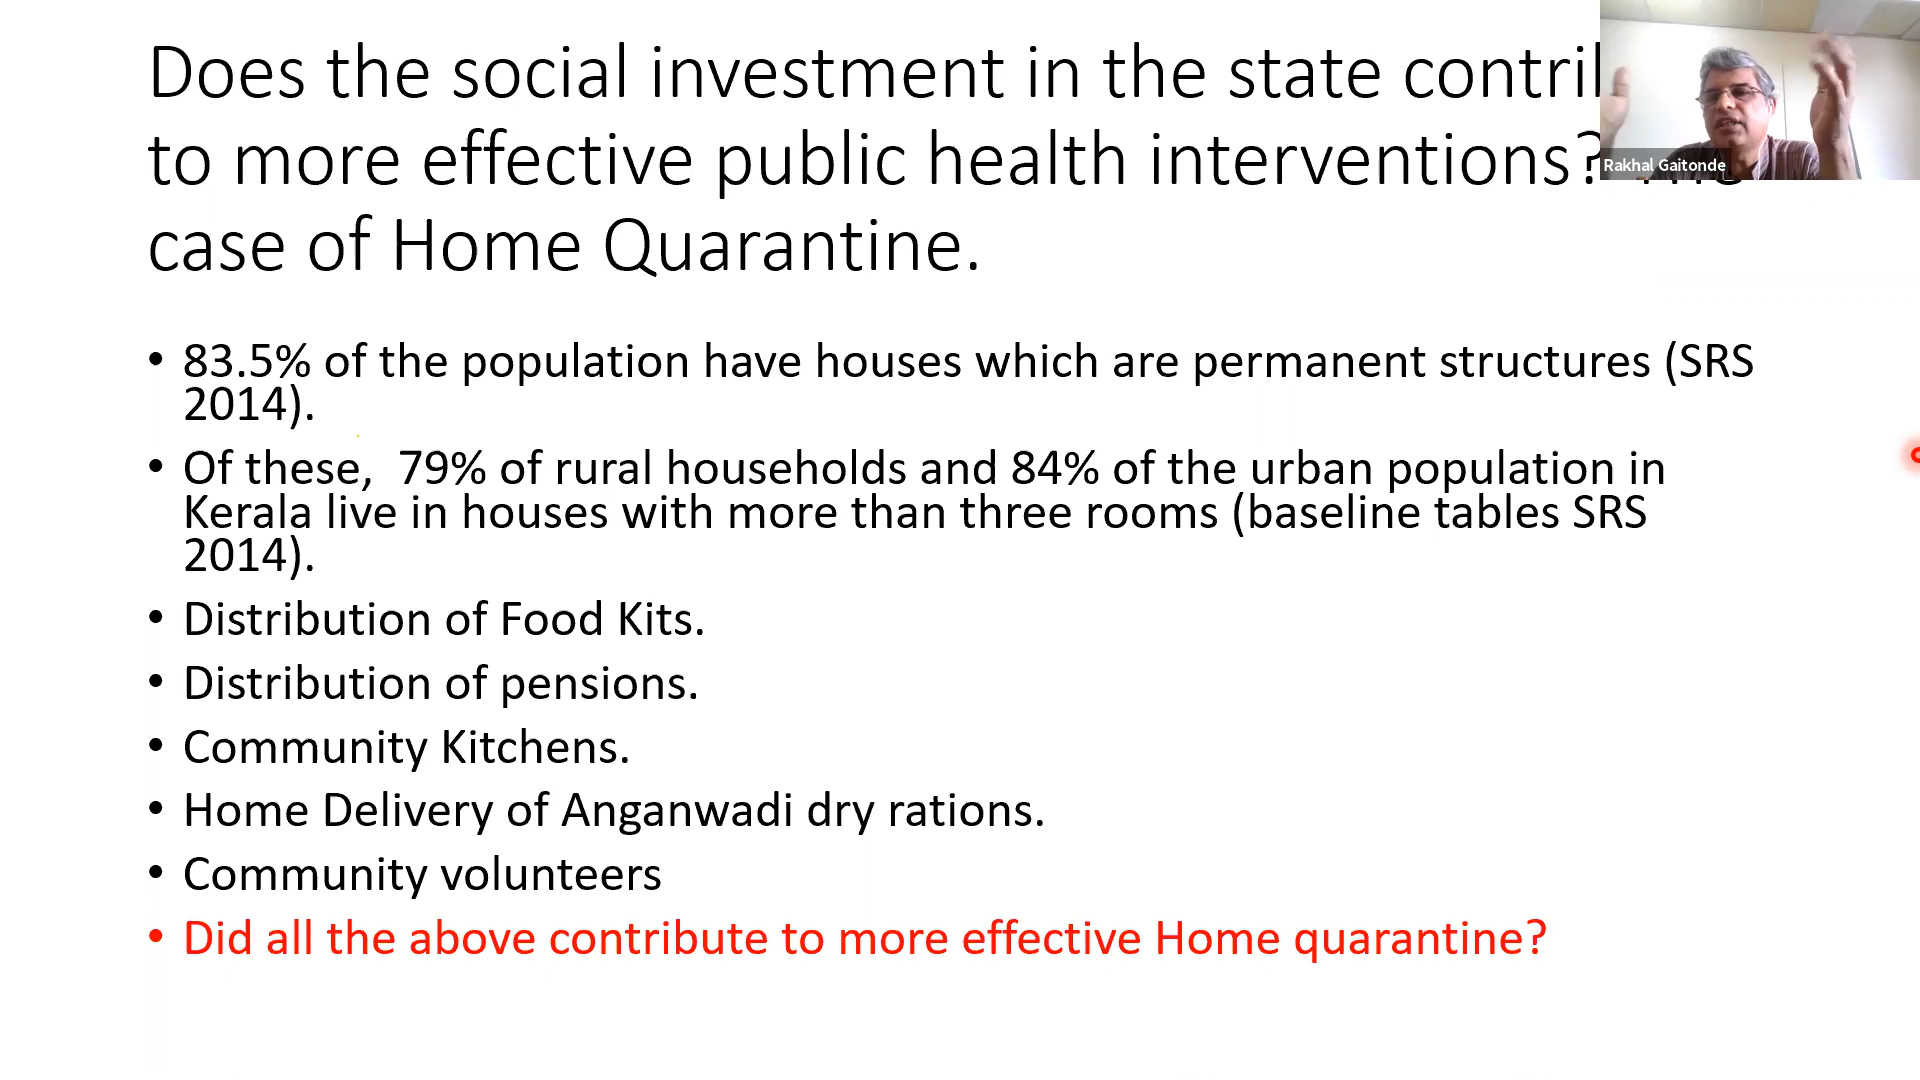 Does the social investment in the state contri
to more effective public health interventions?
case of Home Quarantine.
Rakhal Gaitonde
• 83.5% of the population have houses which are permanent structures (SRS
2014).
• Of these,  79% of rural households and 84% of the urban population in
Kerala live in houses with more than three rooms (baseline tables SRS
2014).
• Distribution of Food Kits.
• Distribution of pensions.
• Community Kitchens.
• Home Delivery of Anganwadi dry rations.
• Community volunteers
• Did all the above contribute to more effective Home quarantine?